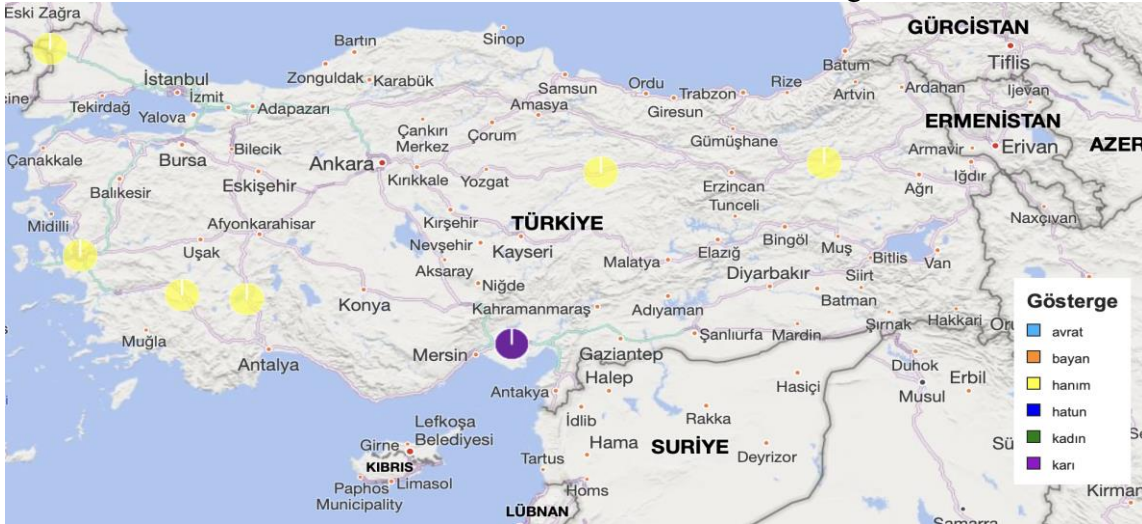 Eski Zağra
Sinop
GÜRCİSTAN
Bartın
Tiflis
Batum
Zonguldak
Karabük
Samsun
Ordu
Trabzon
Rize
Artvin
Ardahan
Ijevan
İstanbul
İzmit
Adapazarı
Tekirdağ
Yalova
Amasya
Giresun
Çankırı
Merkez
Çorum
Gümüşhane
ERMENİSTAN
Armavir
Erivan
AZER
Çanakkale
Bursa
Bilecik
Ankara
Kırıkkale
Yozgat
Erzincan
Ağrı
Iğdır
Balıkesir
Eskişehir
Tunceli
Naxçıvan
Midilli
Afyonkarahisar
Kırşehir
TÜRKİYE
Uşak
Nevşehir
Kayseri
Malatya
Elazığ
Bingöl
Muş
Bitlis
Van
Aksaray
Niğde
Diyarbakır
Siirt
Konya
Kahramanmaraş
Adıyaman
Batman
Muğla
Şanlıurfa
Mardin
Şırnak
Hakkari
Antalya
Mersin
Gaziantep
Duhok
Erbil
Antakya
Halep
Hasiçi
Musul
İdlib
Rakka
Lefkoşa
Belediyesi
Girne
KIBRIS
Hama
SURİYE
Deyrizor
Tartus
Paphos
Municipality
Limasol
Homs
LÜBNAN
Samarra
Kirman
Gösterge
avrat
bayan
hanım
hatun
kadın
karı